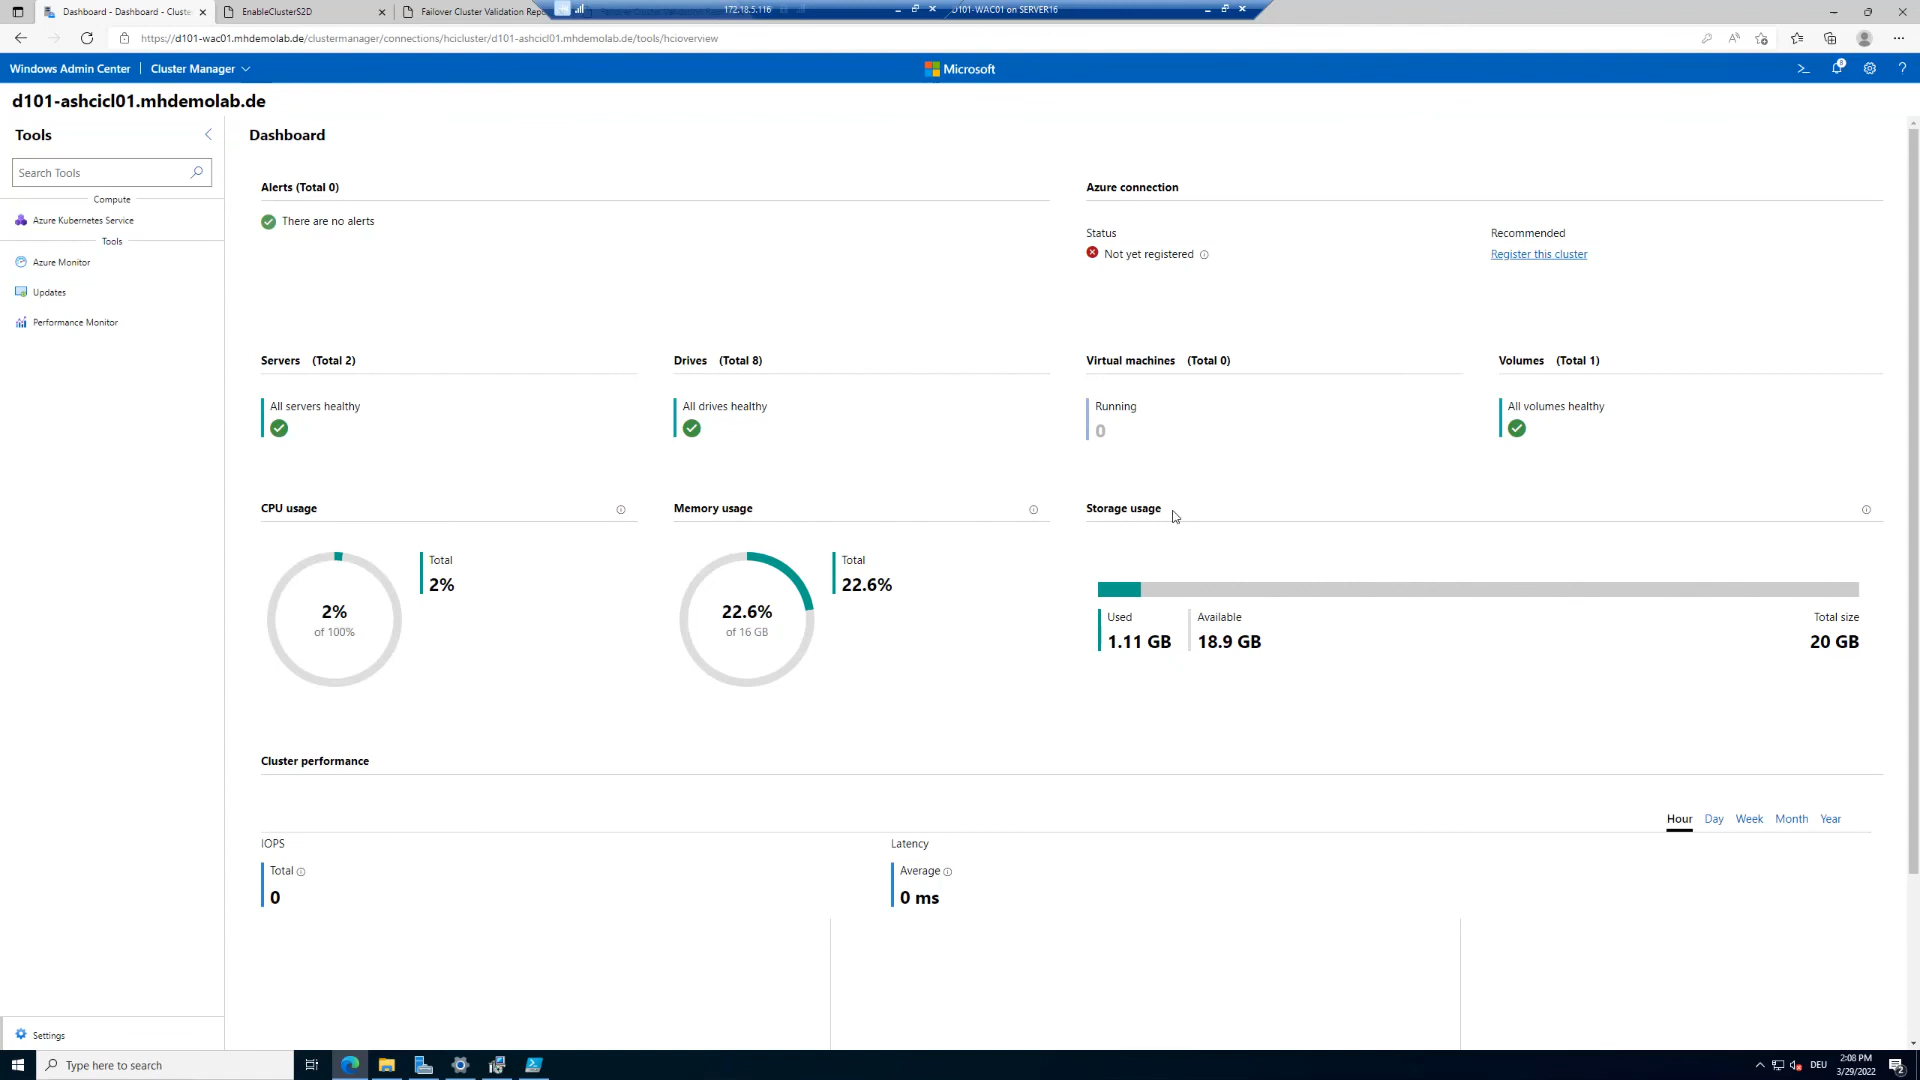 Dashboard - Dashboard - Cluste
EnableClusterS2D
Failover Cluster Validation Repo
172.18.5.116
D101-WAC01 on SERVER16
https://d101-wac01.mhdemolab.de/clustermanager/connections/hcicluster/d101-ashcicl01.mhdemolab.de/tools/hcioverview
Windows Admin Center
Cluster Manager
Microsoft
d101-ashcicl01.mhdemolab.de
Tools
Search Tools
Compute
Azure Kubernetes Service
Tools
Azure Monitor
Updates
Performance Monitor
Settings
Dashboard
Alerts (Total 0)
There are no alerts
Azure connection
Status
Not yet registered
Recommended
Register this cluster
Servers (Total 2)
All servers healthy
Drives (Total 8)
All drives healthy
Virtual machines (Total 0)
Running
0
Volumes (Total 1)
All volumes healthy
CPU usage
2%
of 100%
Total
2%
Memory usage
22.6%
of 16 GB
Total
22.6%
Storage usage
Used
1.11 GB
Available
18.9 GB
Total size
20 GB
Cluster performance
Hour Day Week Month Year
IOPS
Total
0
Latency
Average
0 ms
Type here to search
DEU
2:08 PM
3/29/2022